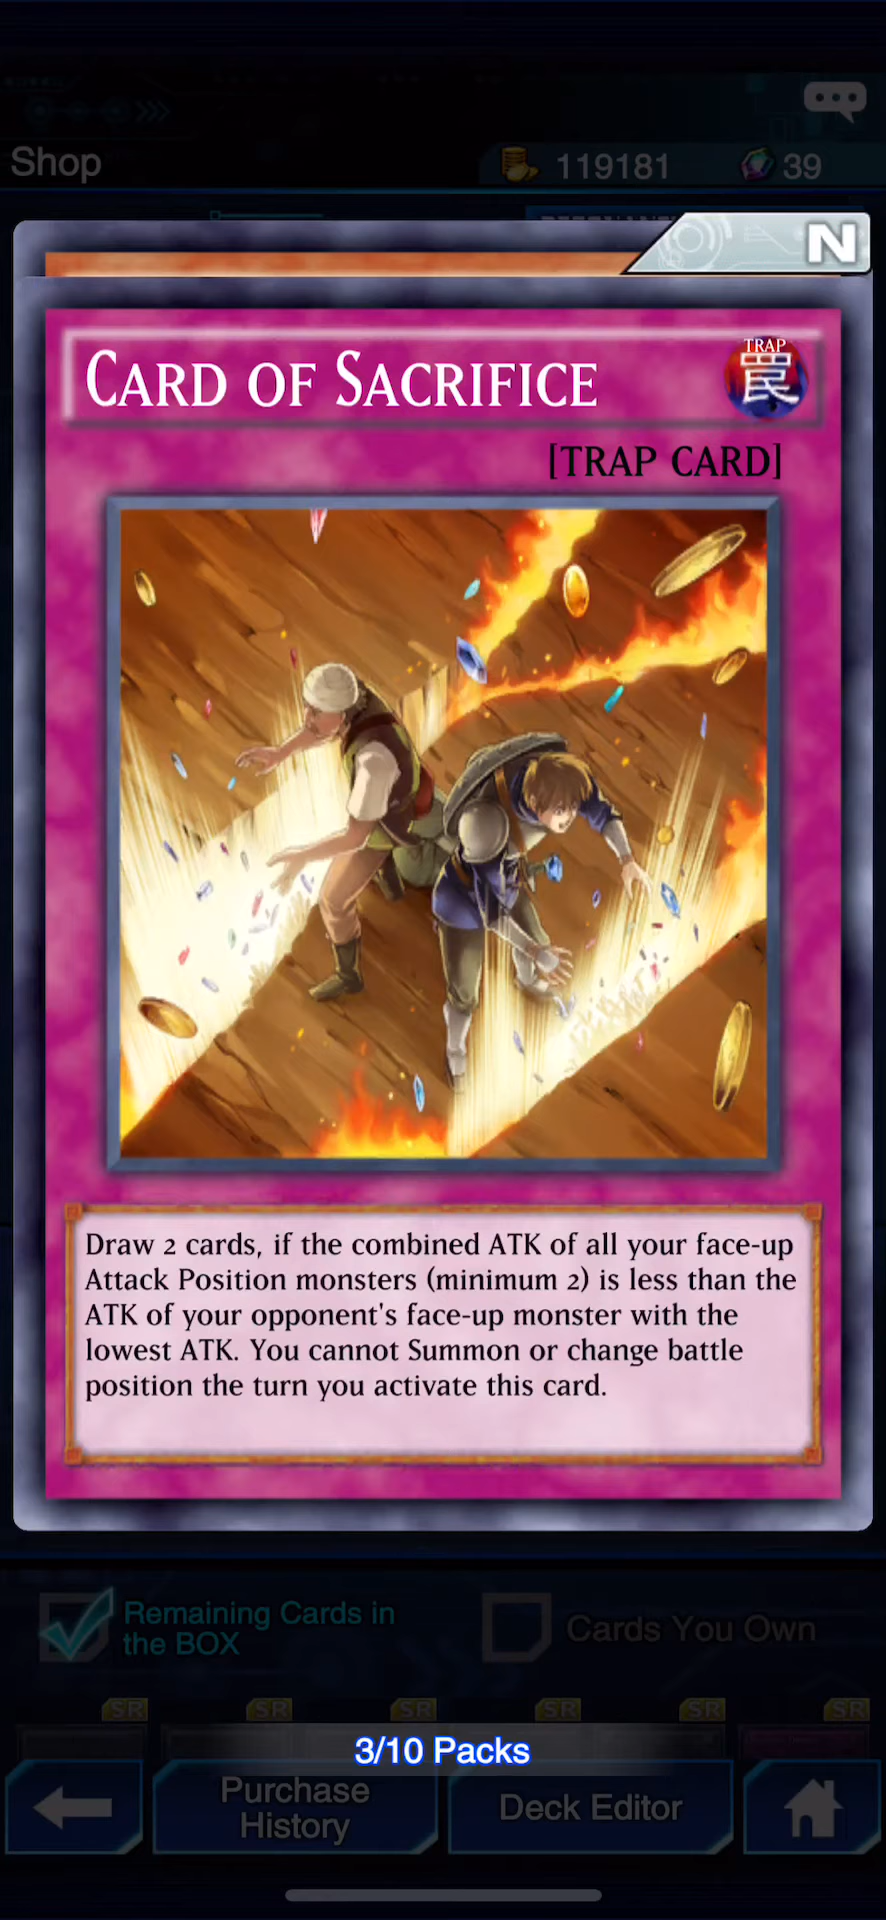 Shop
119181
39
N
CARD OF SACRIFICE
TRAP
罠
[TRAP CARD]
Draw 2 cards, if the combined ATK of all your face-up
Attack Position monsters (minimum 2) is less than the
ATK of your opponent's face-up monster with the
lowest ATK. You cannot Summon or change battle
position the turn you activate this card.
Remaining Cards in
the BOX
Cards You Own
SR
SR
SR
SR
SR
SR
3/10 Packs
Purchase
History
Deck Editor